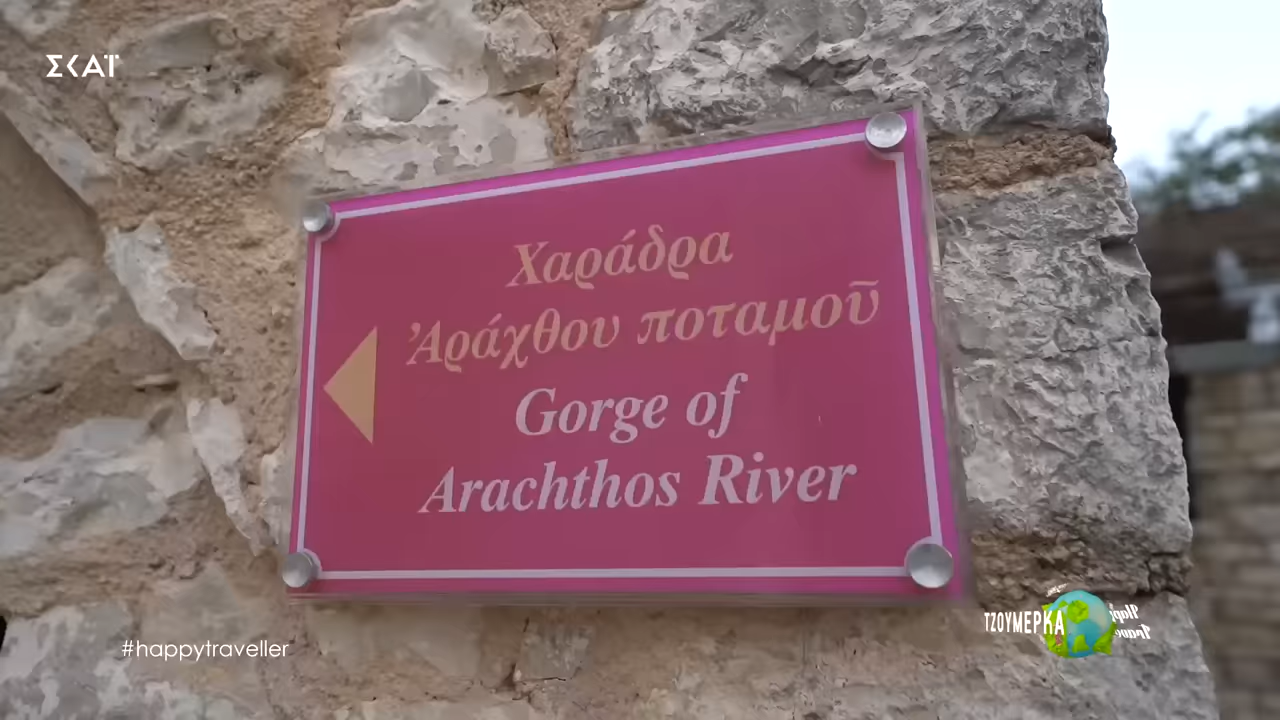 ΣΚΑΪ
Χαράδρα
Ἀράχθου ποταμοῦ
Gorge of
Arachthos River
ΤΖΟΥΜΕΡΚΑ
#happytraveller